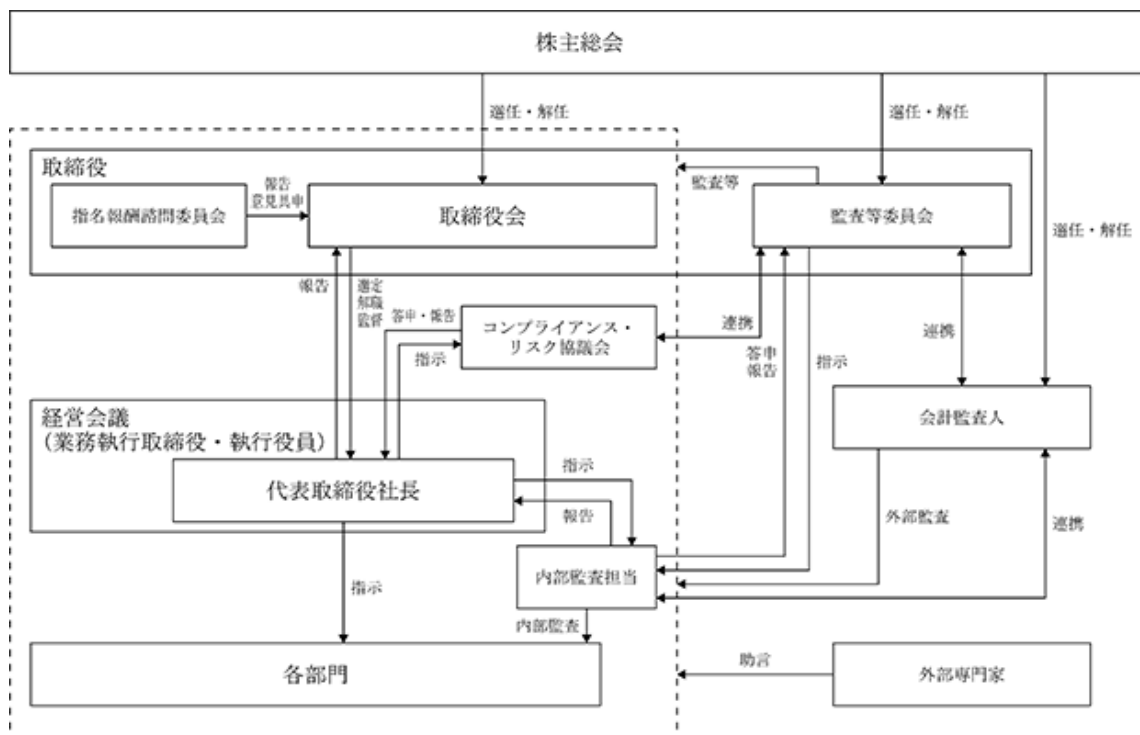 株主総会
選任・解任
選任・解任
選任・解任
取締役
指名報酬諮問委員会
報告
意見具申
取締役会
監査等
監査等委員会
報告
選定
解職
監督
答申・報告
指示
コンプライアンス・
リスク協議会
連携
答申
報告
指示
連携
会計監査人
経営会議
(業務執行取締役・執行役員)
代表取締役社長
指示
報告
外部監査
連携
内部監査担当
指示
内部監査
各部門
助言
外部専門家